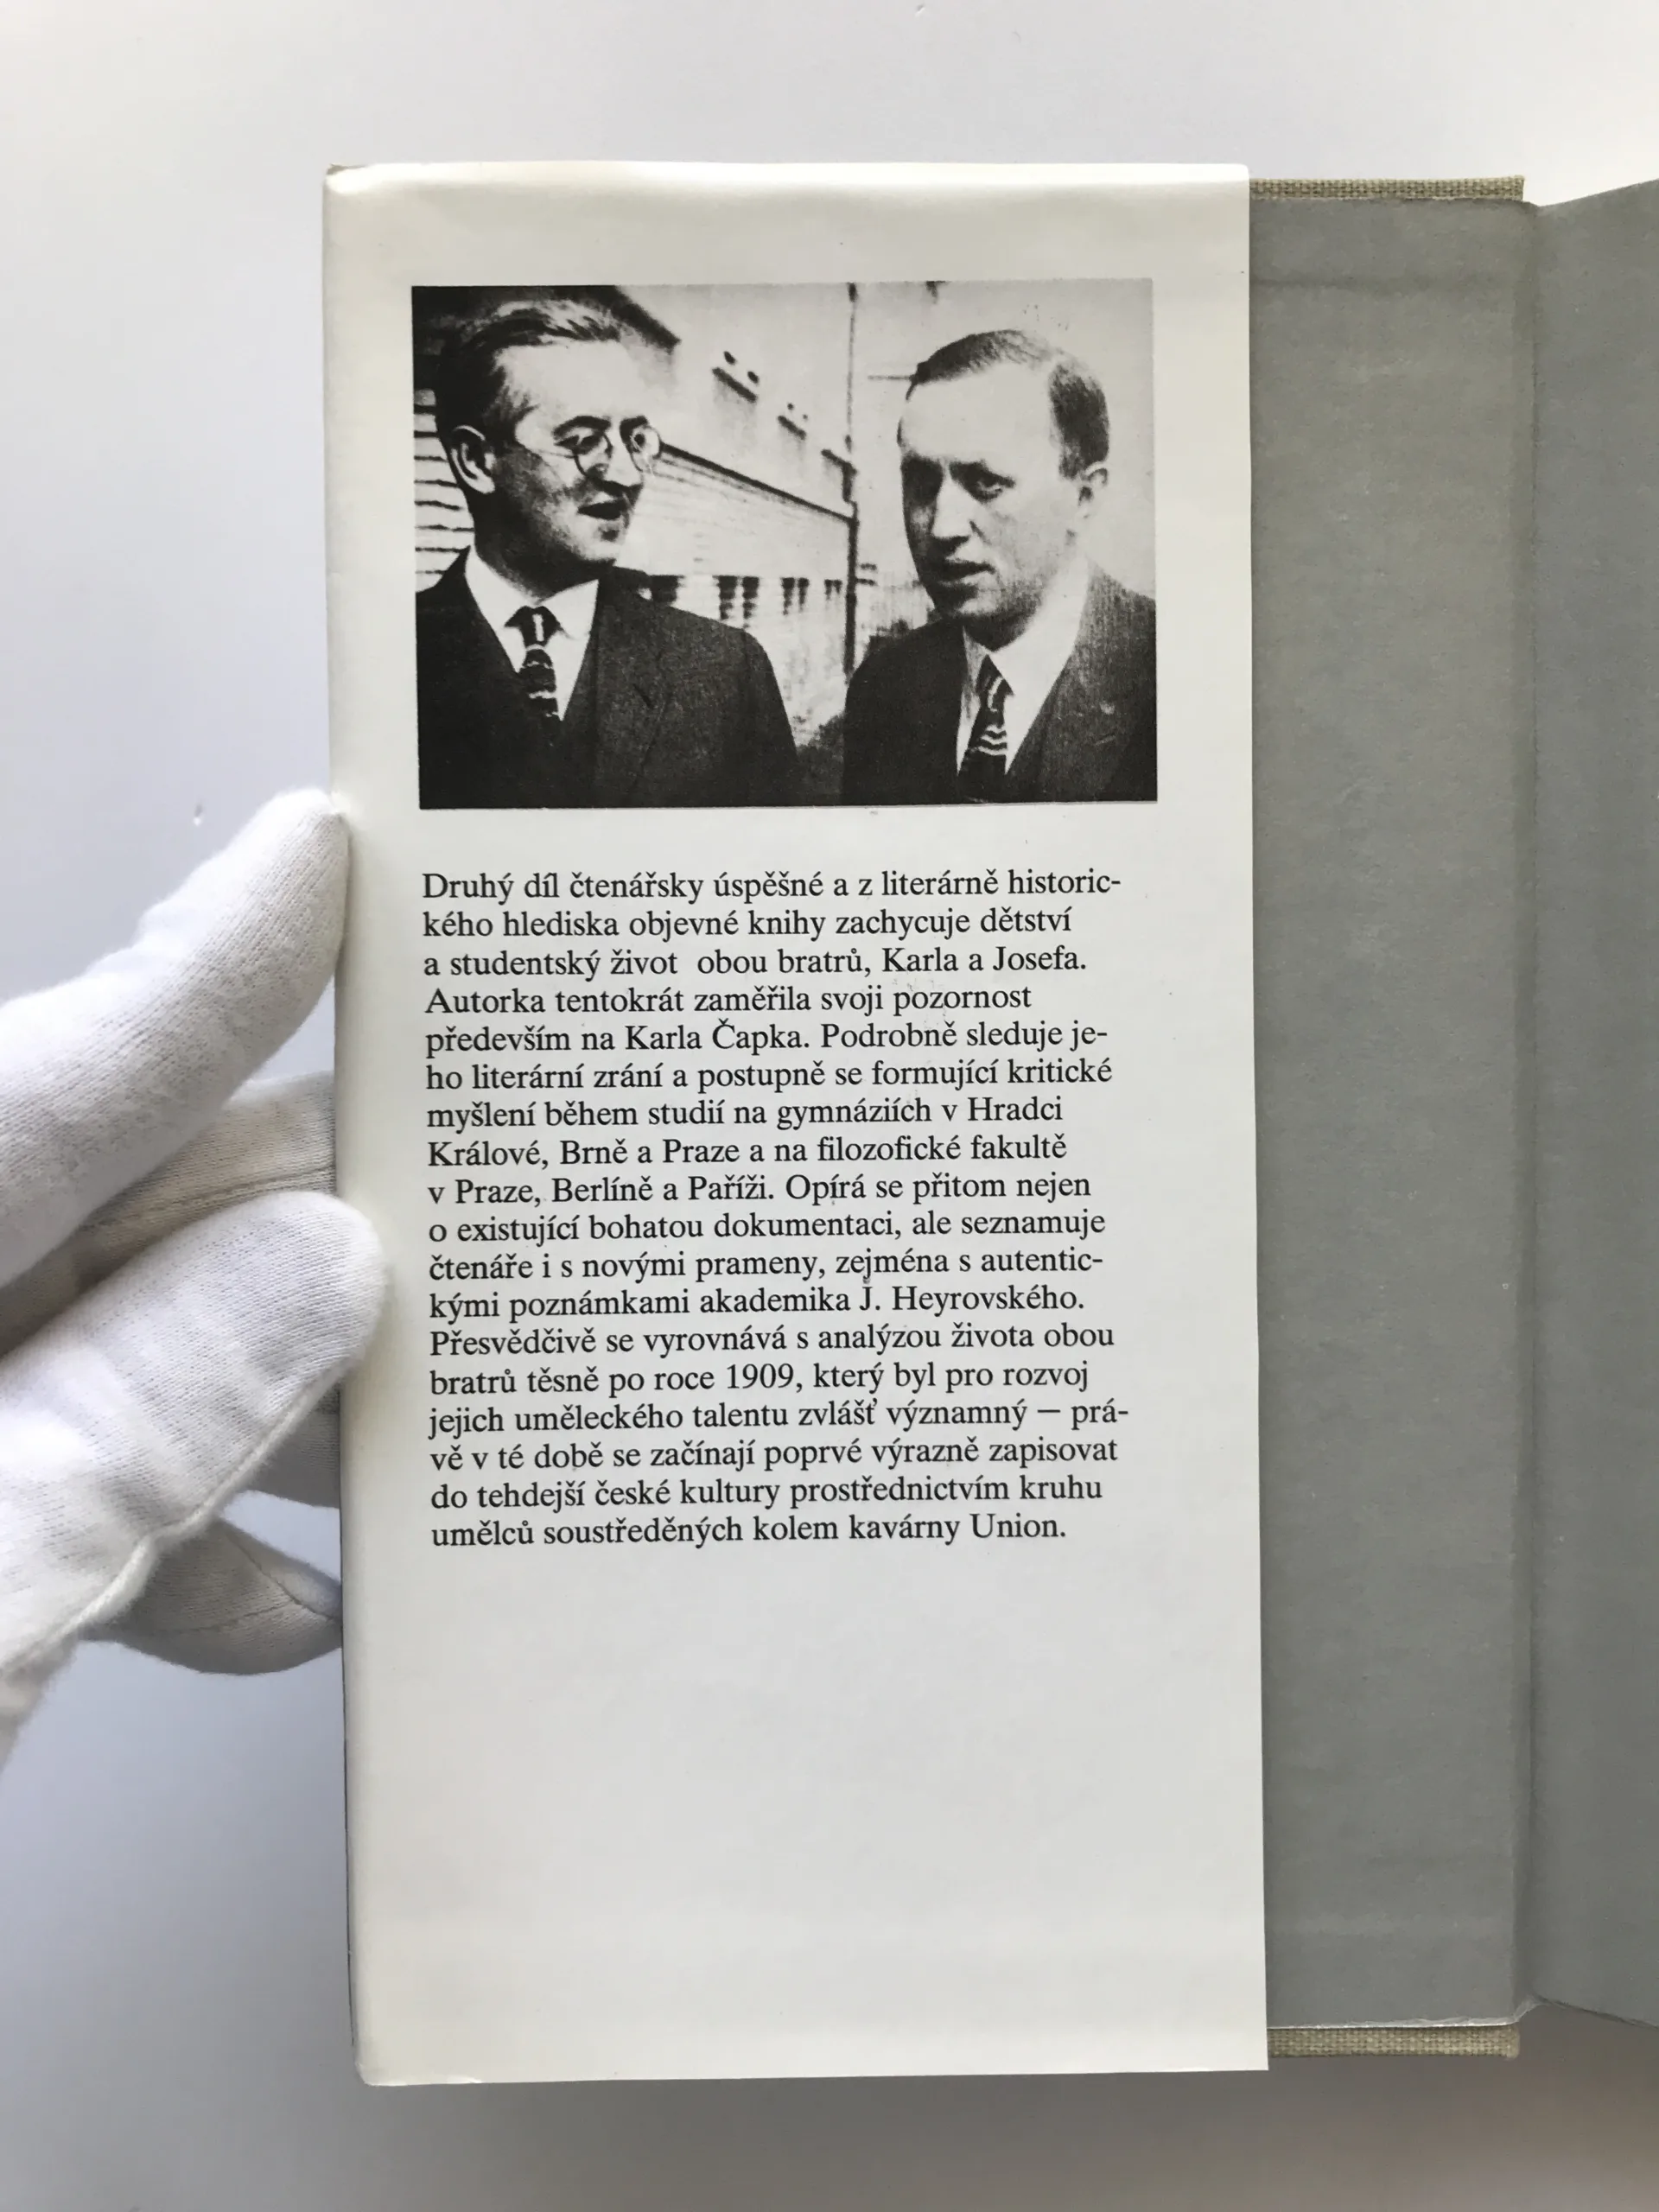 Druhý díl čtenářsky úspěšné a z literárně historic-
kého hlediska objevné knihy zachycuje dětství
a studentský život obou bratrů, Karla a Josefa.
Autorka tentokrát zaměřila svoji pozornost
především na Karla Čapka. Podrobně sleduje je-
ho literární zrání a postupně se formující kritické
myšlení během studií na gymnáziích v Hradci
Králové, Brně a Praze a na filozofické fakultě
v Praze, Berlíně a Paříži. Opírá se přitom nejen
o existující bohatou dokumentaci, ale seznamuje
čtenáře i s novými prameny, zejména s autentic-
kými poznámkami akademika J. Heyrovského.
Přesvědčivě se vyrovnává s analýzou života obou
bratrů těsně po roce 1909, který byl pro rozvoj
jejich uměleckého talentu zvlášť významný — prá-
vě v té době se začínají poprvé výrazně zapisovat
do tehdejší české kultury prostřednictvím kruhu
umělců soustředěných kolem kavárny Union.